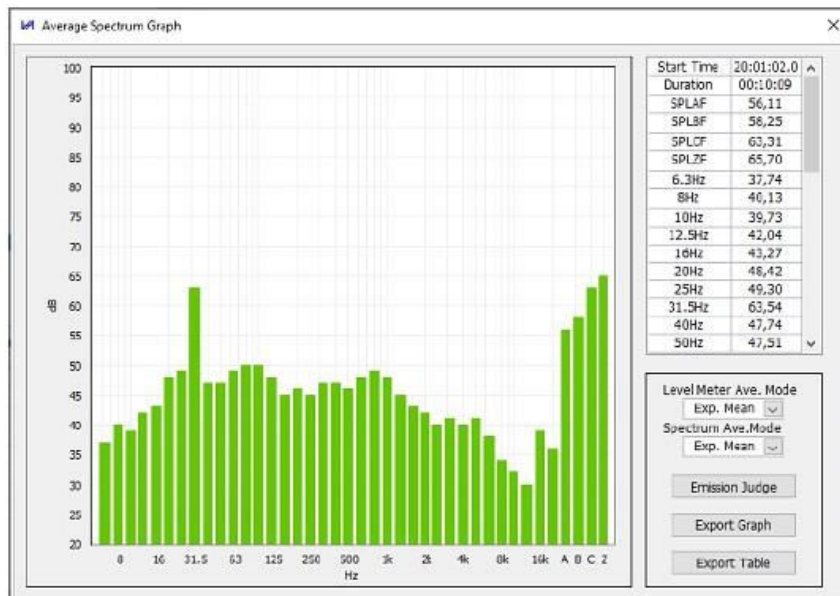 Average Spectrum Graph
100
95
90
85
80
75
70
65
60
55
50
45
40
35
30
25
20
dB
8 16 31.5 63 125 250 500 1k 2k 4k 8k 16k A B C Z
Hz
Start Time 20:01:02.0
Duration 00:10:09
SPLAF 56,11
SPLBF 58,25
SPLCF 63,31
SPLZF 65,70
6.3Hz 37,74
8Hz 40,13
10Hz 39,73
12.5Hz 42,04
16Hz 43,27
20Hz 48,42
25Hz 49,30
31.5Hz 63,54
40Hz 47,74
50Hz 47,51
Level Meter Ave. Mode
Exp. Mean
Spectrum Ave.Mode
Exp. Mean
Emission Judge
Export Graph
Export Table